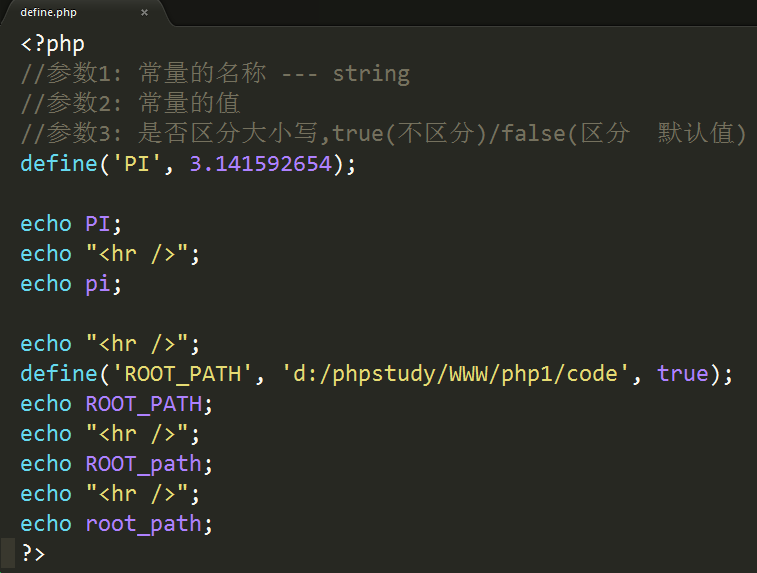 define.php ×
<?php
//参数1: 常量的名称 --- string
//参数2: 常量的值
//参数3: 是否区分大小写,true(不区分)/false(区分  默认值)
define('PI', 3.141592654);
echo PI;
echo "<hr />";
echo pi;
echo "<hr />";
define('ROOT_PATH', 'd:/phpstudy/WWW/php1/code', true);
echo ROOT_PATH;
echo "<hr />";
echo ROOT_path;
echo "<hr />";
echo root_path;
?>